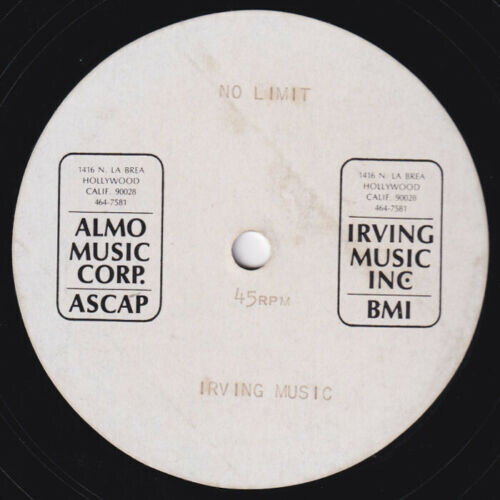 NO LIMIT
1416 N. LA BREA
HOLLYWOOD
CALIF. 90028
464-7581
ALMO
MUSIC
CORP.
ASCAP
1416 N. LA BREA
HOLLYWOOD
CALIF. 90028
464-7581
IRVING
MUSIC
INC.
BMI
45RPM
IRVING MUSIC